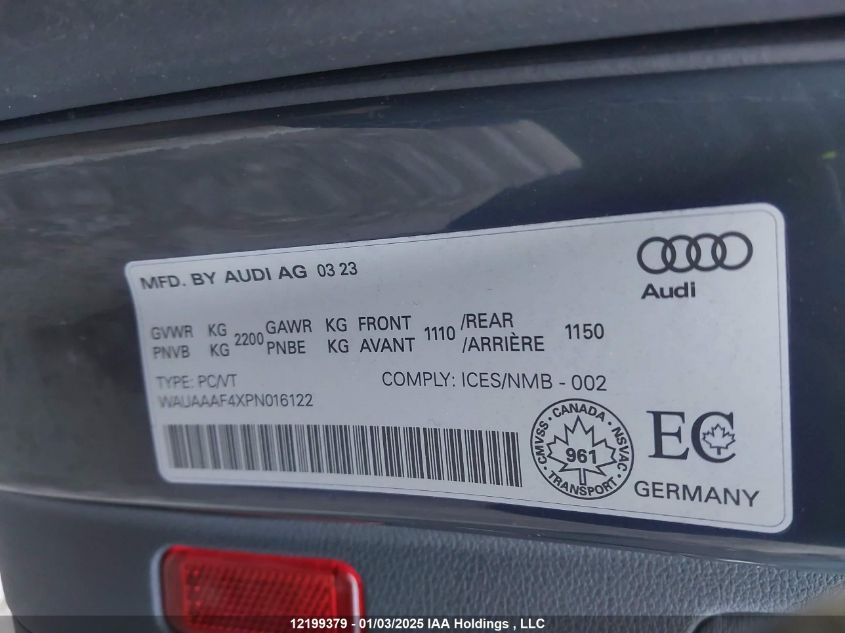 MFD. BY AUDI AG 03 23
Audi
GVWR KG 2200 GAWR KG FRONT 1110 /REAR 1150
PNVB KG PNBE KG AVANT /ARRIÈRE
TYPE: PC/VT COMPLY: ICES/NMB - 002
WAUAAAF4XPN016122
CMVSS • CANADA • NSVAC • TRANSPORT •
961
EC
GERMANY
12199379 - 01/03/2025 IAA Holdings , LLC